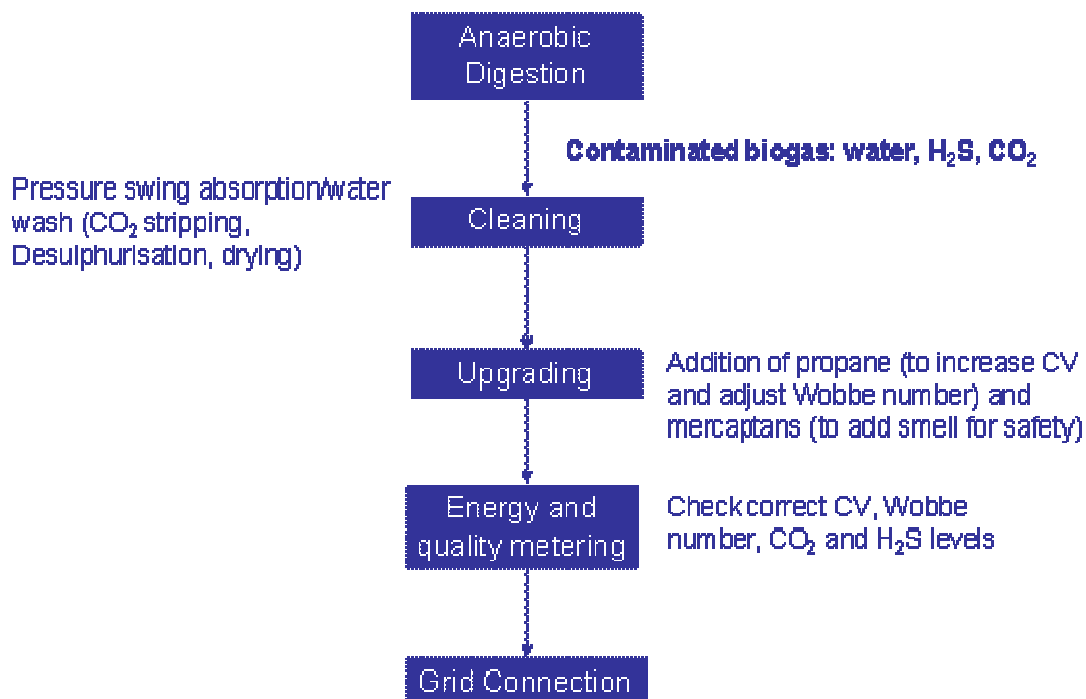 Anaerobic
Digestion
Contaminated biogas: water, H₂S, CO₂
Pressure swing absorption/water
wash (CO₂ stripping,
Desulphurisation, drying)
Cleaning
Upgrading
Addition of propane (to increase CV
and adjust Wobbe number) and
mercaptans (to add smell for safety)
Energy and
quality metering
Check correct CV, Wobbe
number, CO₂ and H₂S levels
Grid Connection